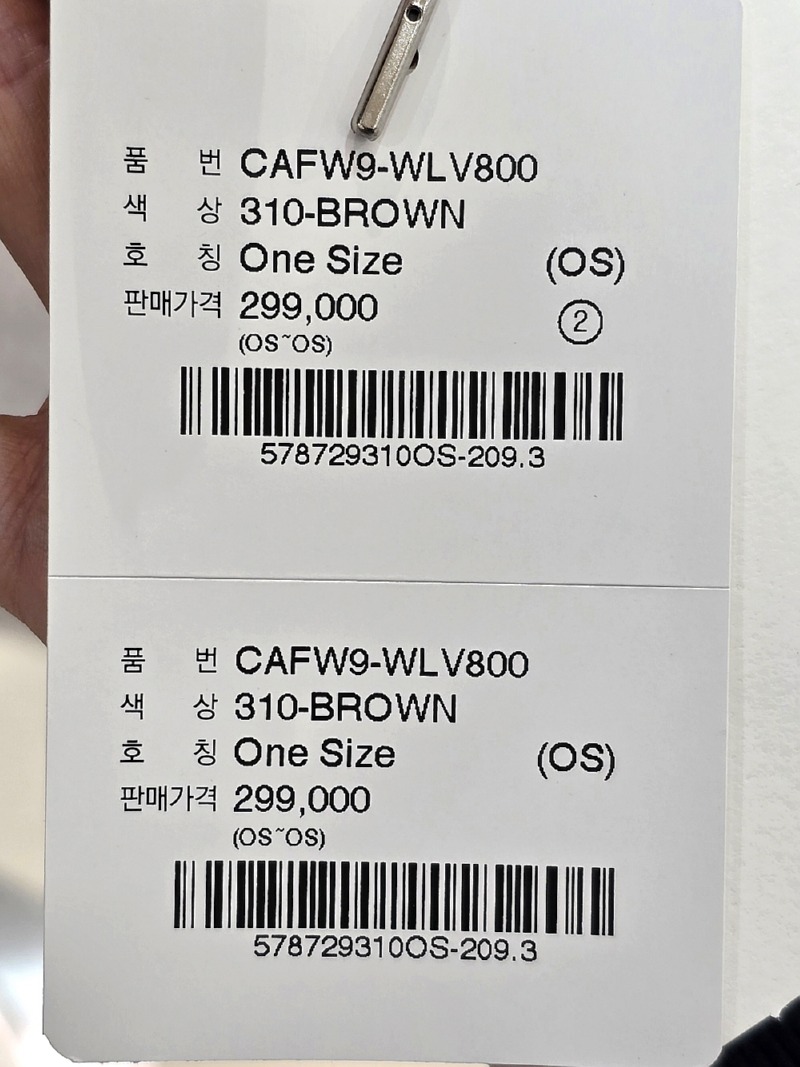 품 번 CAFW9-WLV800
색 상 310-BROWN
호 칭 One Size (OS)
판매가격 299,000 ②
(OS~OS)
578729310OS-209.3
품 번 CAFW9-WLV800
색 상 310-BROWN
호 칭 One Size (OS)
판매가격 299,000
(OS~OS)
578729310OS-209.3